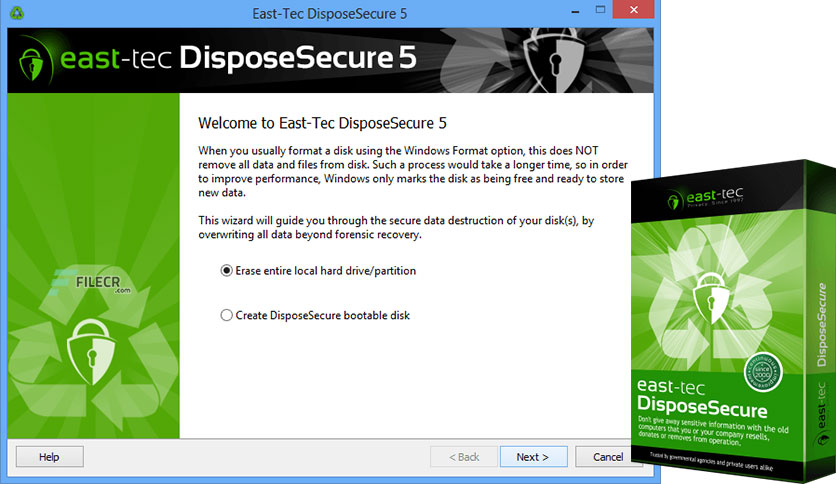 East-Tec DisposeSecure 5
east-tec DisposeSecure 5
Welcome to East-Tec DisposeSecure 5
When you usually format a disk using the Windows Format option, this does NOT
remove all data and files from disk. Such a process would take a longer time, so in order
to improve performance, Windows only marks the disk as being free and ready to store
new data.
This wizard will guide you through the secure data destruction of your disk(s), by
overwriting all data beyond forensic recovery.
Erase entire local hard drive/partition
Create DisposeSecure bootable disk
FILECR
.com
Help
< Back
Next >
Cancel
east-tec
Privacy. Since 1997
since
2000
east-tec
DisposeSecure
Don't give away sensitive information with the old
computers that you or your company resells,
donates or removes from operation.
Trusted by governmental agencies and private users alike
east-tec DisposeSecure